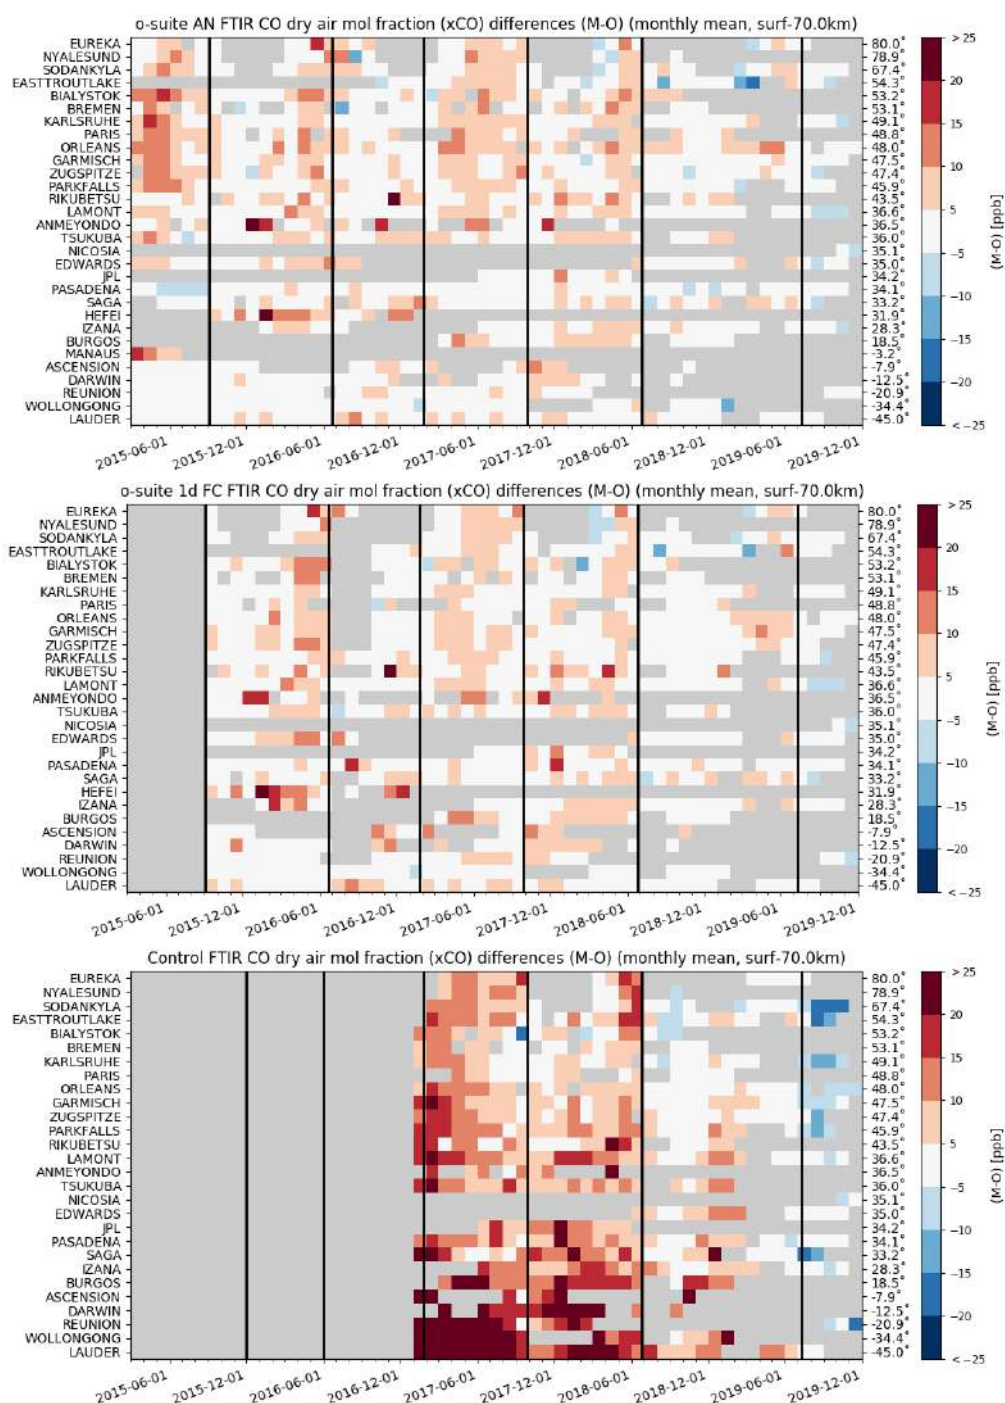 o-suite AN FTIR CO dry air mol fraction (xCO) differences (M-O) (monthly mean, surf-70.0km)
EUREKA 80.0°
NYALESUND 78.9°
SODANKYLA 67.4°
EASTTROUTLAKE 54.3°
BIALYSTOK 53.2°
BREMEN 53.1°
KARLSRUHE 49.1°
PARIS 48.8°
ORLEANS 48.0°
GARMISCH 47.5°
ZUGSPITZE 47.4°
PARKFALLS 45.9°
RIKUBETSU 43.5°
LAMONT 36.6°
ANMEYONDO 36.5°
TSUKUBA 36.0°
NICOSIA 35.1°
EDWARDS 35.0°
JPL 34.2°
PASADENA 34.1°
SAGA 33.2°
HEFEI 31.9°
IZANA 28.3°
BURGOS 18.5°
MANAUS -3.2°
ASCENSION -7.9°
DARWIN -12.5°
REUNION -20.9°
WOLLONGONG -34.4°
LAUDER -45.0°
2015-06-01 2015-12-01 2016-06-01 2016-12-01 2017-06-01 2017-12-01 2018-06-01 2018-12-01 2019-06-01 2019-12-01
>25
20
15
10
5
−5
−10
−15
−20
<−25
(M-O) [ppb]
o-suite 1d FC FTIR CO dry air mol fraction (xCO) differences (M-O) (monthly mean, surf-70.0km)
EUREKA 80.0°
NYALESUND 78.9°
SODANKYLA 67.4°
EASTTROUTLAKE 54.3°
BIALYSTOK 53.2°
BREMEN 53.1°
KARLSRUHE 49.1°
PARIS 48.8°
ORLEANS 48.0°
GARMISCH 47.5°
ZUGSPITZE 47.4°
PARKFALLS 45.9°
RIKUBETSU 43.5°
LAMONT 36.6°
ANMEYONDO 36.5°
TSUKUBA 36.0°
NICOSIA 35.1°
EDWARDS 35.0°
JPL 34.2°
PASADENA 34.1°
SAGA 33.2°
HEFEI 31.9°
IZANA 28.3°
BURGOS 18.5°
ASCENSION -7.9°
DARWIN -12.5°
REUNION -20.9°
WOLLONGONG -34.4°
LAUDER -45.0°
2015-06-01 2015-12-01 2016-06-01 2016-12-01 2017-06-01 2017-12-01 2018-06-01 2018-12-01 2019-06-01 2019-12-01
>25
20
15
10
5
−5
−10
−15
−20
<−25
(M-O) [ppb]
Control FTIR CO dry air mol fraction (xCO) differences (M-O) (monthly mean, surf-70.0km)
EUREKA 80.0°
NYALESUND 78.9°
SODANKYLA 67.4°
EASTTROUTLAKE 54.3°
BIALYSTOK 53.2°
BREMEN 53.1°
KARLSRUHE 49.1°
PARIS 48.8°
ORLEANS 48.0°
GARMISCH 47.5°
ZUGSPITZE 47.4°
PARKFALLS 45.9°
RIKUBETSU 43.5°
LAMONT 36.6°
ANMEYONDO 36.5°
TSUKUBA 36.0°
NICOSIA 35.1°
EDWARDS 35.0°
JPL 34.2°
PASADENA 34.1°
SAGA 33.2°
IZANA 28.3°
BURGOS 18.5°
ASCENSION -7.9°
DARWIN -12.5°
REUNION -20.9°
WOLLONGONG -34.4°
LAUDER -45.0°
2015-06-01 2015-12-01 2016-06-01 2016-12-01 2017-06-01 2017-12-01 2018-06-01 2018-12-01 2019-06-01 2019-12-01
>25
20
15
10
5
−5
−10
−15
−20
<−25
(M-O) [ppb]